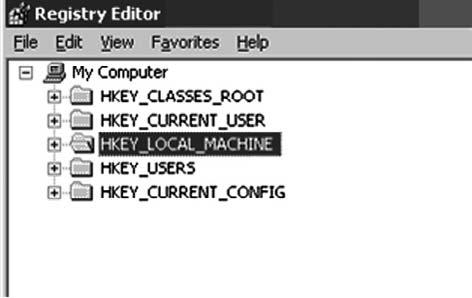 Registry Editor
File Edit View Favorites Help
My Computer
HKEY_CLASSES_ROOT
HKEY_CURRENT_USER
HKEY_LOCAL_MACHINE
HKEY_USERS
HKEY_CURRENT_CONFIG